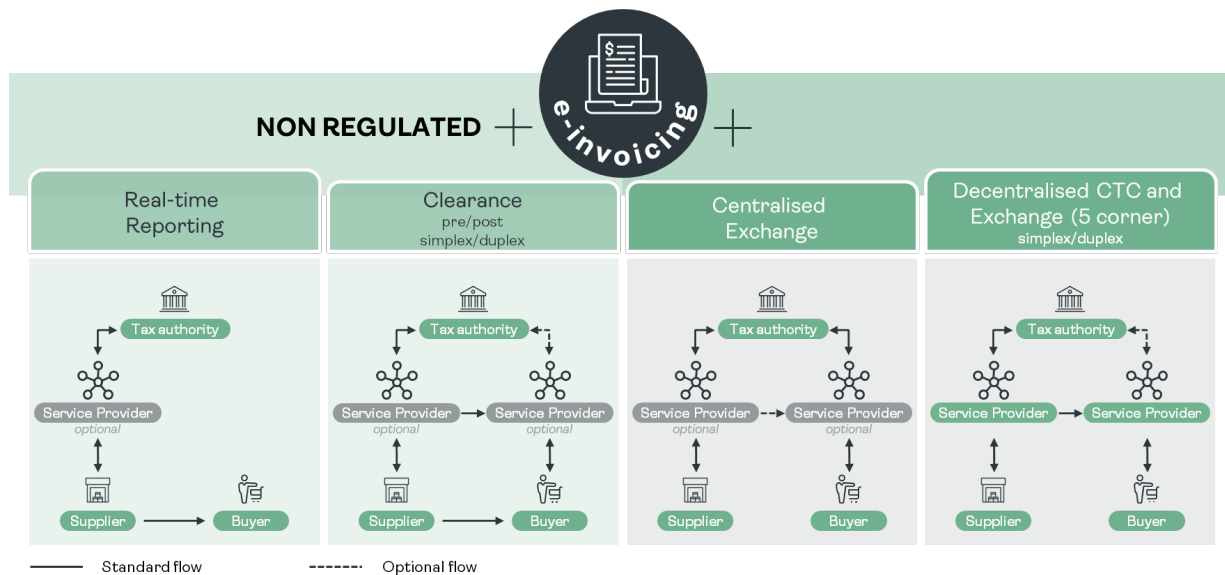 $
e-invoicing
NON REGULATED
Real-time
Reporting
Clearance
pre/post
simplex/duplex
Centralised
Exchange
Decentralised CTC and
Exchange (5 corner)
simplex/duplex
Tax authority
Service Provider
optional
Supplier
Buyer
Tax authority
Service Provider
Service Provider
optional
optional
Supplier
Buyer
Tax authority
Service Provider
Service Provider
optional
optional
Supplier
Buyer
Tax authority
Service Provider
Service Provider
Supplier
Buyer
Standard flow
Optional flow